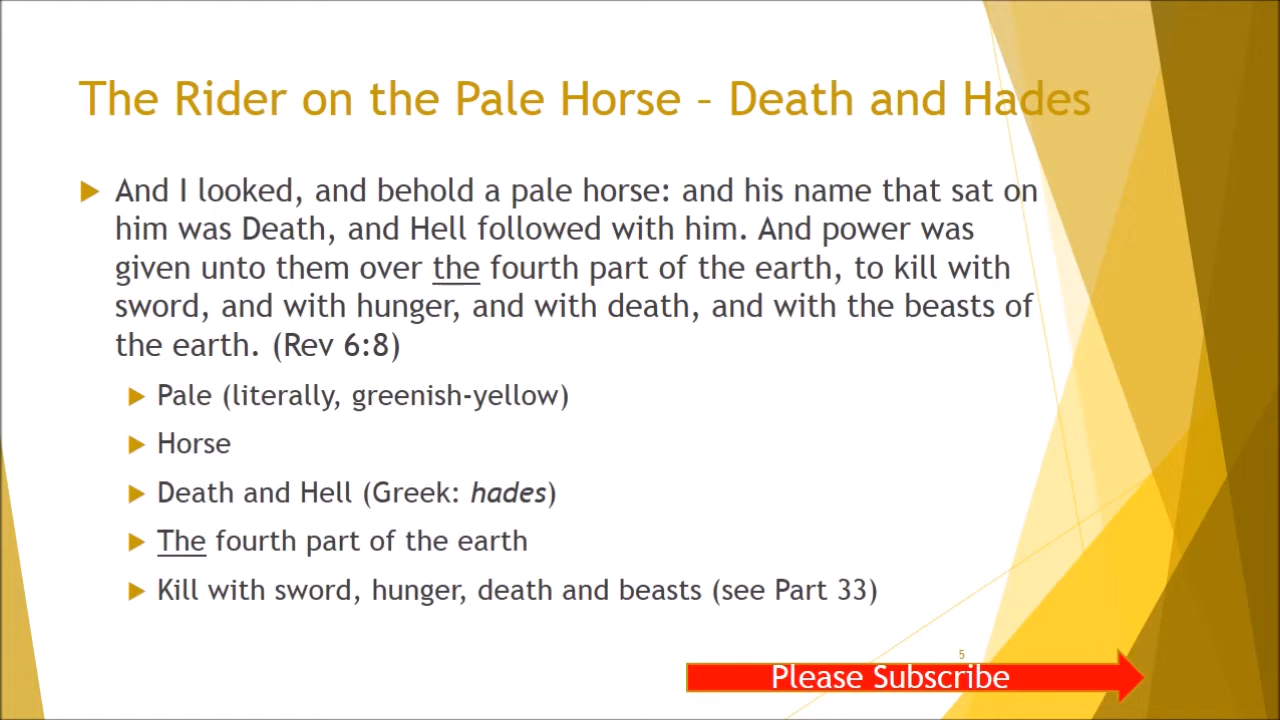 The Rider on the Pale Horse – Death and Hades
And I looked, and behold a pale horse: and his name that sat on
him was Death, and Hell followed with him. And power was
given unto them over the fourth part of the earth, to kill with
sword, and with hunger, and with death, and with the beasts of
the earth. (Rev 6:8)
Pale (literally, greenish-yellow)
Horse
Death and Hell (Greek: hades)
The fourth part of the earth
Kill with sword, hunger, death and beasts (see Part 33)
5
Please Subscribe